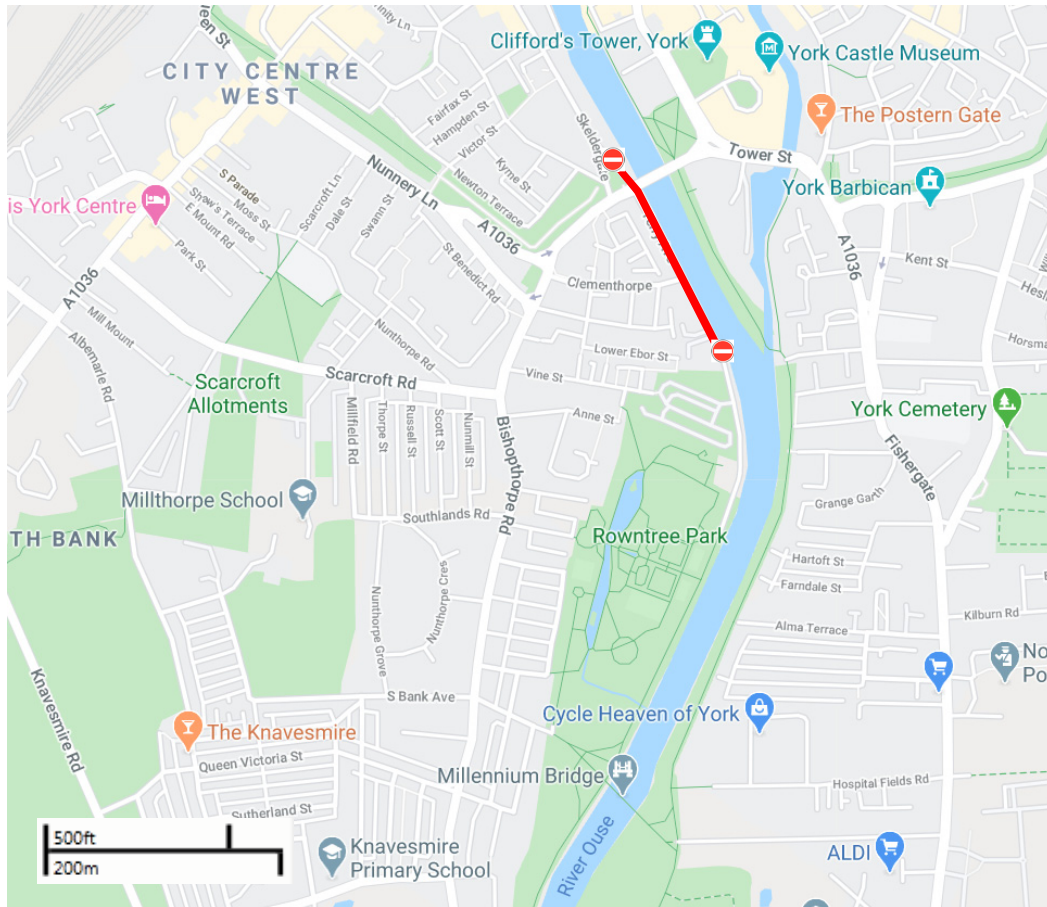 Trinity Ln
Clifford's Tower, York
York Castle Museum
CITY CENTRE
WEST
Fairfax St
Hampden St
Victor St
Skeldergate
The Postern Gate
Nunnery Ln
Kyme St
Newton Terrace
Tower St
S Parade
Scarcroft Ln
York Barbican
is York Centre
Shaw's Terrace
Moss St
Dale St
E Mount Rd
Swann St
A1036
Park St
St Benedict Rd
A1036
A1036
Kent St
Clementhorpe
Mill Mount
Albemarle Rd
Nunthorpe Rd
Lower Ebor St
Horsma
Scarcroft Rd
Vine St
Scarcroft
Allotments
Millfield Rd
Thorpe St
Russell St
Scott St
Nunmill St
Anne St
York Cemetery
Bishopthorpe Rd
Fishergate
Millthorpe School
Grange Garth
Southlands Rd
TH BANK
Rowntree Park
Hartoft St
Farndale St
Nunthorpe Cres
Nunthorpe Grove
Kilburn Rd
Alma Terrace
No
Po
Knavesmire Rd
S Bank Ave
Cycle Heaven of York
The Knavesmire
Queen Victoria St
Millennium Bridge
Hospital Fields Rd
Sutherland St
500ft
200m
Knavesmire
Primary School
River Ouse
ALDI